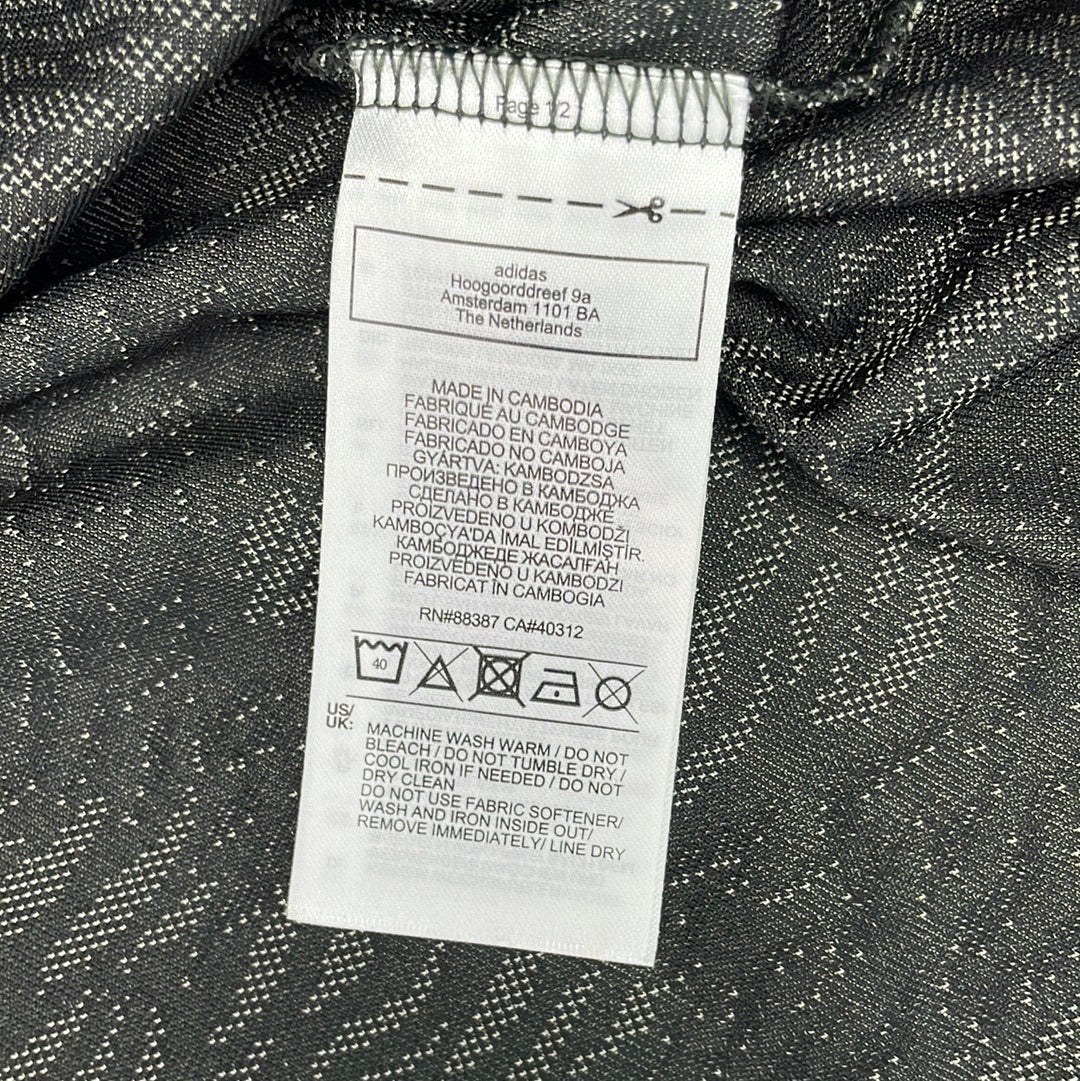 Page 1/2
adidas
Hoogoorddreef 9a
Amsterdam 1101 BA
The Netherlands
MADE IN CAMBODIA
FABRIQUÉ AU CAMBODGE
FABRICADO EN CAMBOYA
FABRICADO NO CAMBOJA
GYÁRTVA: KAMBODZSA
ПРОИЗВЕДЕНО В КАМБОДЖА
СДЕЛАНО В КАМБОДЖЕ
PROIZVEDENO U KOMBODŽI
KAMBOÇYA'DA İMAL EDİLMİŞTİR.
КАМБОДЖЕДЕ ЖАСАЛҒАН
PROIZVEDENO U KAMBODZI
FABRICAT ÎN CAMBOGIA
RN#88387 CA#40312
40
US/
UK:
MACHINE WASH WARM / DO NOT
BLEACH / DO NOT TUMBLE DRY /
COOL IRON IF NEEDED / DO NOT
DRY CLEAN
DO NOT USE FABRIC SOFTENER/
WASH AND IRON INSIDE OUT/
REMOVE IMMEDIATELY/ LINE DRY